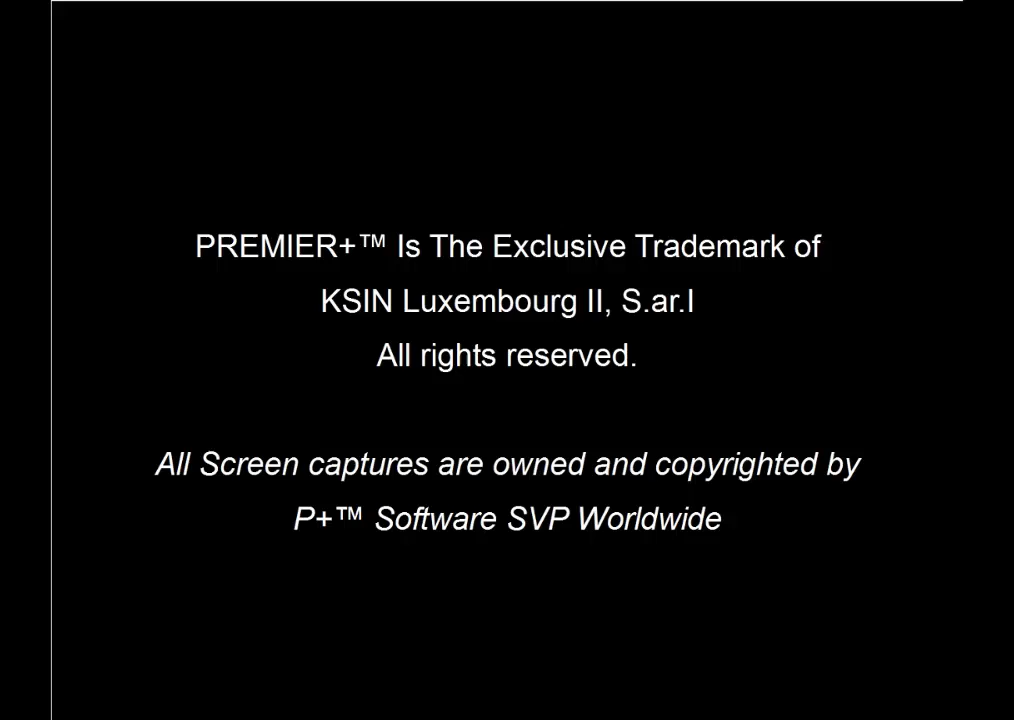 PREMIER+™ Is The Exclusive Trademark of
KSIN Luxembourg II, S.ar.l
All rights reserved.
All Screen captures are owned and copyrighted by
P+™ Software SVP Worldwide